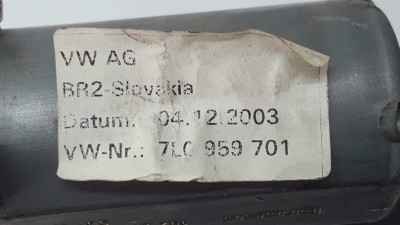 VW AG
BR2-Slovakia
Datum: 04.12.2003
VW-Nr.: 7L0 959 701